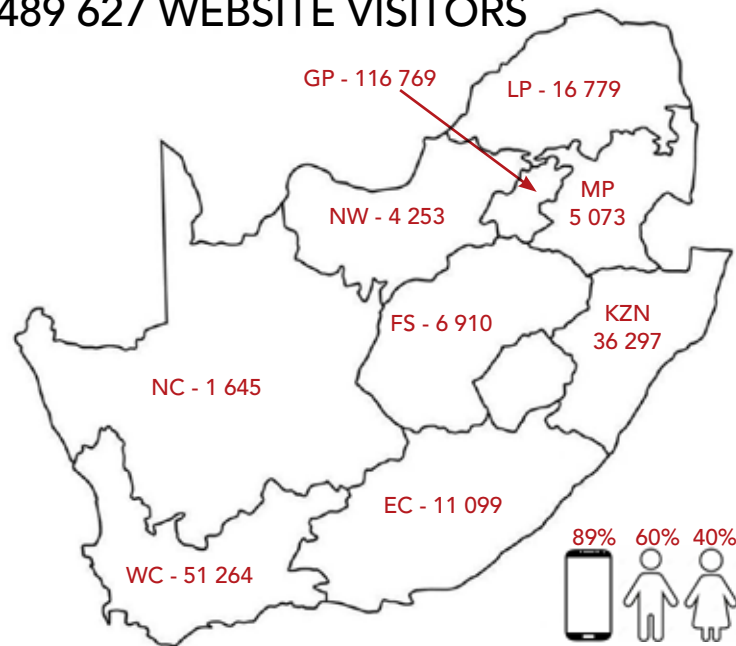 489 627 WEBSITE VISITORS
GP - 116 769
LP - 16 779
MP
5 073
NW - 4 253
KZN
36 297
FS - 6 910
NC - 1 645
EC - 11 099
WC - 51 264
89% 60% 40%